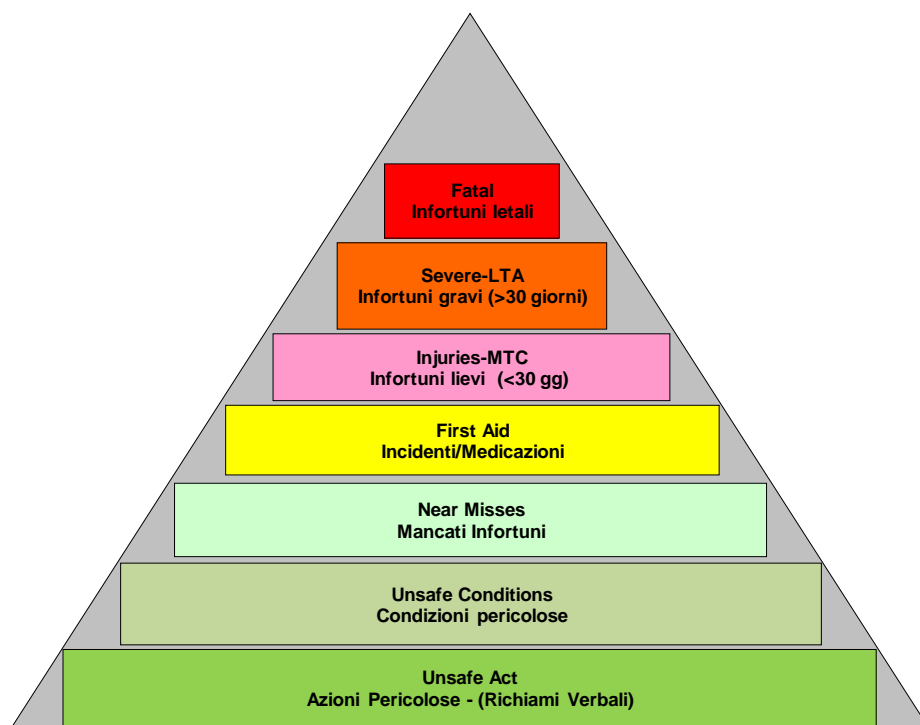 Fatal
Infortuni letali
Severe-LTA
Infortuni gravi (>30 giorni)
Injuries-MTC
Infortuni lievi (<30 gg)
First Aid
Incidenti/Medicazioni
Near Misses
Mancati Infortuni
Unsafe Conditions
Condizioni pericolose
Unsafe Act
Azioni Pericolose - (Richiami Verbali)